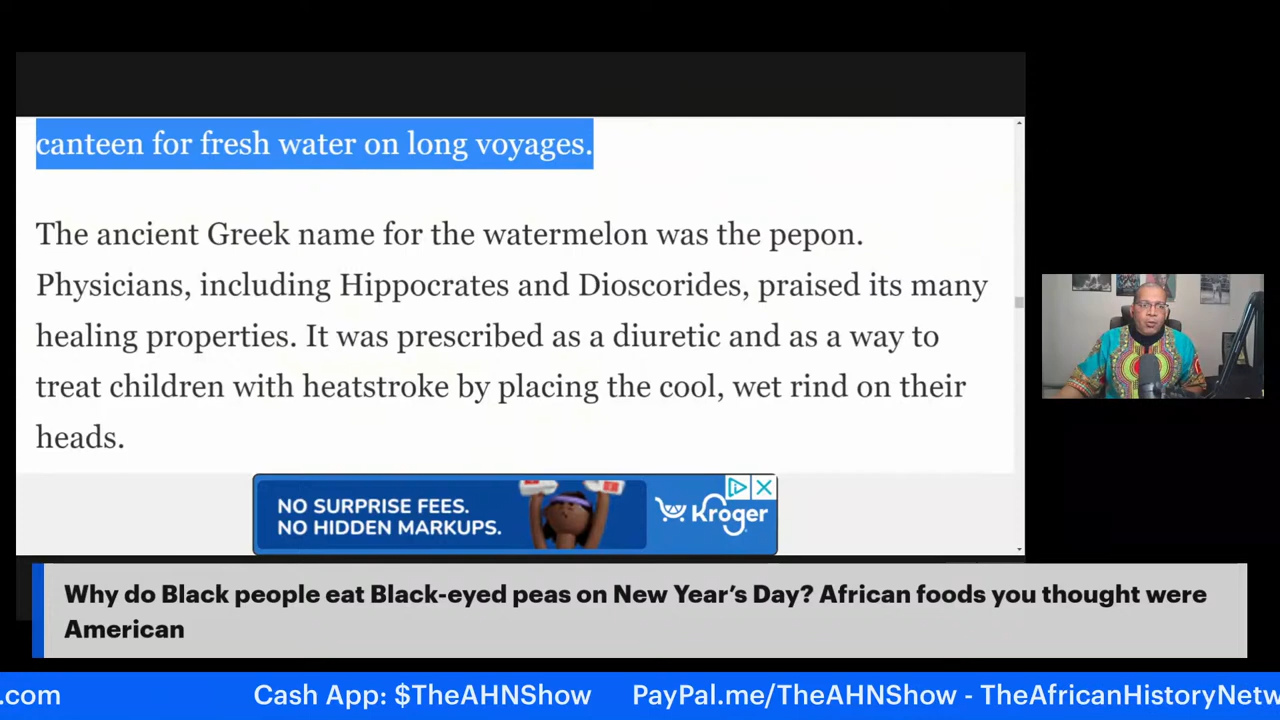 canteen for fresh water on long voyages.
The ancient Greek name for the watermelon was the pepon.
Physicians, including Hippocrates and Dioscorides, praised its many
healing properties. It was prescribed as a diuretic and as a way to
treat children with heatstroke by placing the cool, wet rind on their
heads.
NO SURPRISE FEES.
NO HIDDEN MARKUPS.
Kroger
Why do Black people eat Black-eyed peas on New Year’s Day? African foods you thought were
American
.com Cash App: $TheAHNShow PayPal.me/TheAHNShow - TheAfricanHistoryNetw